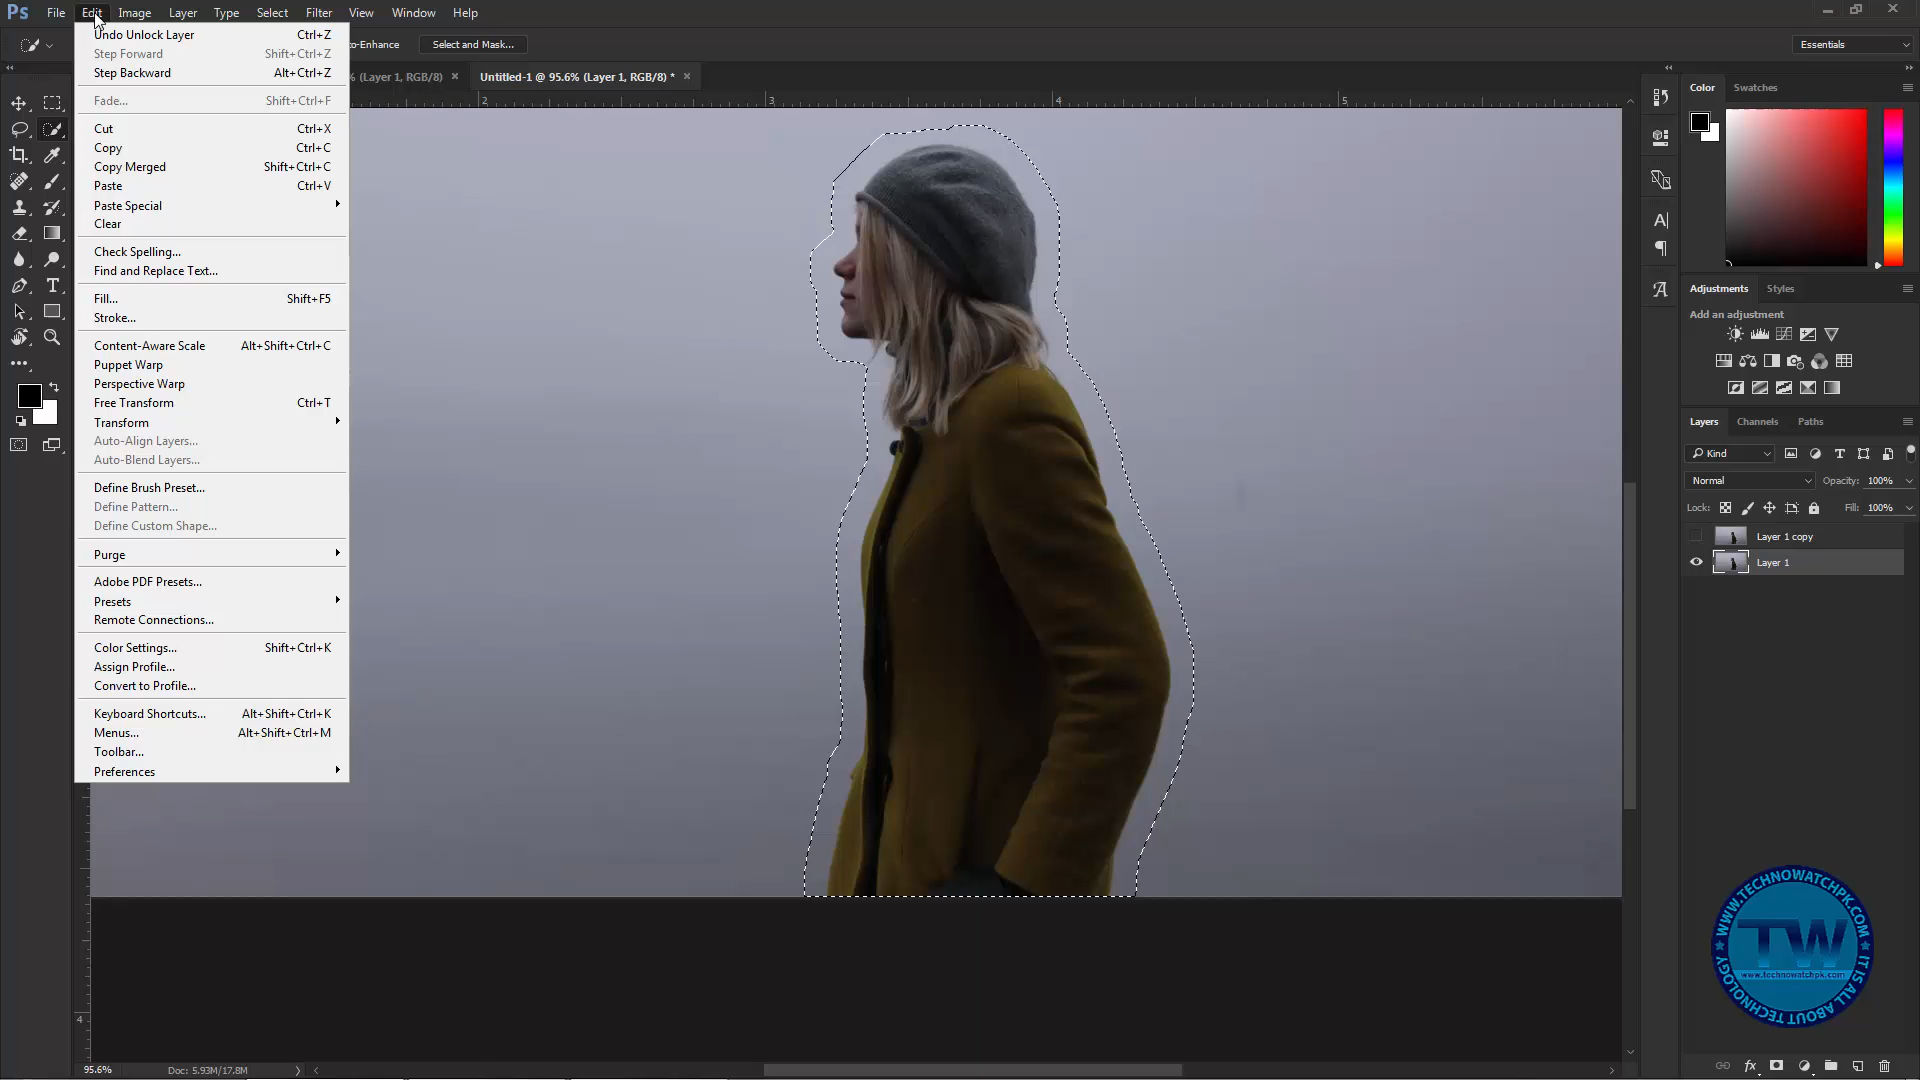 Ps File Edit Image Layer Type Select Filter View Window Help
o-Enhance Select and Mask... Essentials
% (Layer 1, RGB/8) × Untitled-1 @ 95.6% (Layer 1, RGB/8) * ×
2 3 4 5
Undo Unlock Layer Ctrl+Z
Step Forward Shift+Ctrl+Z
Step Backward Alt+Ctrl+Z
Fade... Shift+Ctrl+F
Cut Ctrl+X
Copy Ctrl+C
Copy Merged Shift+Ctrl+C
Paste Ctrl+V
Paste Special
Clear
Check Spelling...
Find and Replace Text...
Fill... Shift+F5
Stroke...
Content-Aware Scale Alt+Shift+Ctrl+C
Puppet Warp
Perspective Warp
Free Transform Ctrl+T
Transform
Auto-Align Layers...
Auto-Blend Layers...
Define Brush Preset...
Define Pattern...
Define Custom Shape...
Purge
Adobe PDF Presets...
Presets
Remote Connections...
Color Settings... Shift+Ctrl+K
Assign Profile...
Convert to Profile...
Keyboard Shortcuts... Alt+Shift+Ctrl+K
Menus... Alt+Shift+Ctrl+M
Toolbar...
Preferences
Color Swatches
Adjustments Styles
Add an adjustment
Layers Channels Paths
Kind
Normal Opacity: 100%
Lock: Fill: 100%
Layer 1 copy
Layer 1
WWW.TECHNOWATCHPK.COM
TW
www.technowatchpk.com
IT IS ALL ABOUT TECHNOLOGY
4
95.6% Doc: 5.93M/17.8M